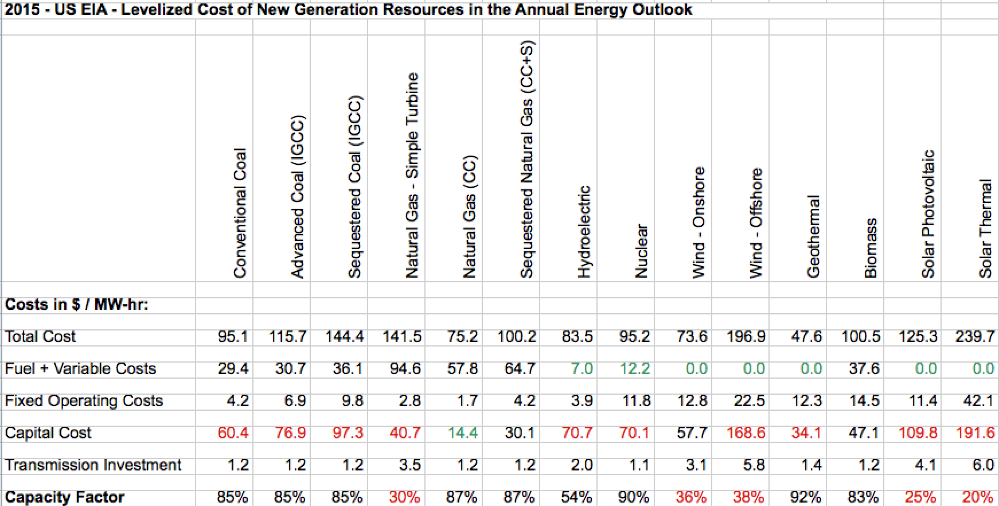 2015 - US EIA - Levelized Cost of New Generation Resources in the Annual Energy Outlook
Conventional Coal
Advanced Coal (IGCC)
Sequestered Coal (IGCC)
Natural Gas - Simple Turbine
Natural Gas (CC)
Sequestered Natural Gas (CC+S)
Hydroelectric
Nuclear
Wind - Onshore
Wind - Offshore
Geothermal
Biomass
Solar Photovoltaic
Solar Thermal
Costs in $ / MW-hr:
Total Cost 95.1 115.7 144.4 141.5 75.2 100.2 83.5 95.2 73.6 196.9 47.6 100.5 125.3 239.7
Fuel + Variable Costs 29.4 30.7 36.1 94.6 57.8 64.7 7.0 12.2 0.0 0.0 0.0 37.6 0.0 0.0
Fixed Operating Costs 4.2 6.9 9.8 2.8 1.7 4.2 3.9 11.8 12.8 22.5 12.3 14.5 11.4 42.1
Capital Cost 60.4 76.9 97.3 40.7 14.4 30.1 70.7 70.1 57.7 168.6 34.1 47.1 109.8 191.6
Transmission Investment 1.2 1.2 1.2 3.5 1.2 1.2 2.0 1.1 3.1 5.8 1.4 1.2 4.1 6.0
Capacity Factor 85% 85% 85% 30% 87% 87% 54% 90% 36% 38% 92% 83% 25% 20%